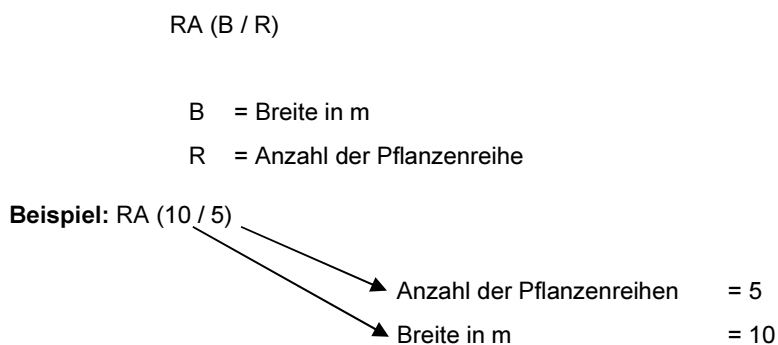 RA (B / R)
B = Breite in m
R = Anzahl der Pflanzenreihe
Beispiel: RA (10 / 5)
Anzahl der Pflanzenreihen = 5
Breite in m = 10